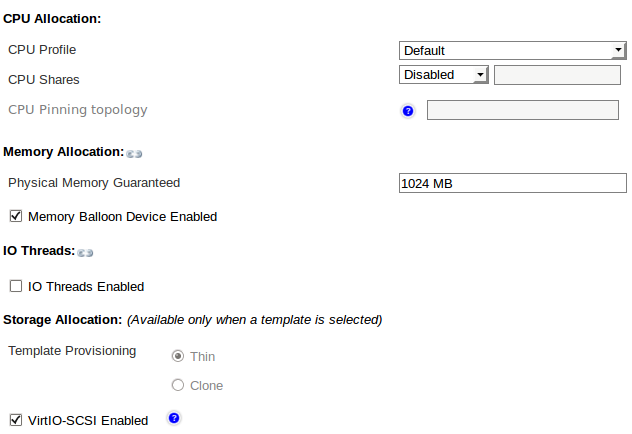 CPU Allocation:
CPU Profile Default
CPU Shares Disabled
CPU Pinning topology ?
Memory Allocation:
Physical Memory Guaranteed 1024 MB
Memory Balloon Device Enabled
IO Threads:
IO Threads Enabled
Storage Allocation: (Available only when a template is selected)
Template Provisioning Thin
Clone
VirtIO-SCSI Enabled ?